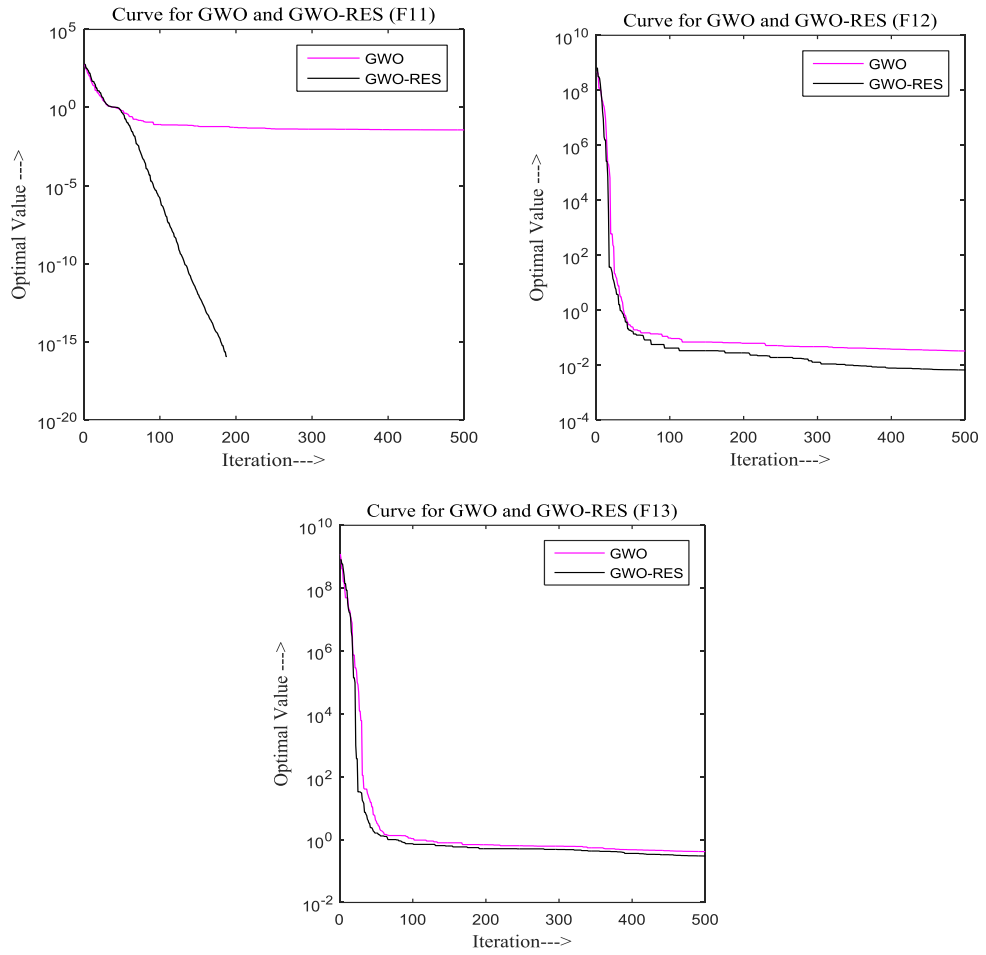 Curve for GWO and GWO-RES (F11)
10^5
10^0
10^-5
10^-10
10^-15
10^-20
Optimal Value --->
0 100 200 300 400 500
Iteration--->
GWO
GWO-RES
Curve for GWO and GWO-RES (F12)
10^10
10^8
10^6
10^4
10^2
10^0
10^-2
10^-4
Optimal Value --->
0 100 200 300 400 500
Iteration--->
GWO
GWO-RES
Curve for GWO and GWO-RES (F13)
10^10
10^8
10^6
10^4
10^2
10^0
10^-2
Optimal Value --->
0 100 200 300 400 500
Iteration--->
GWO
GWO-RES